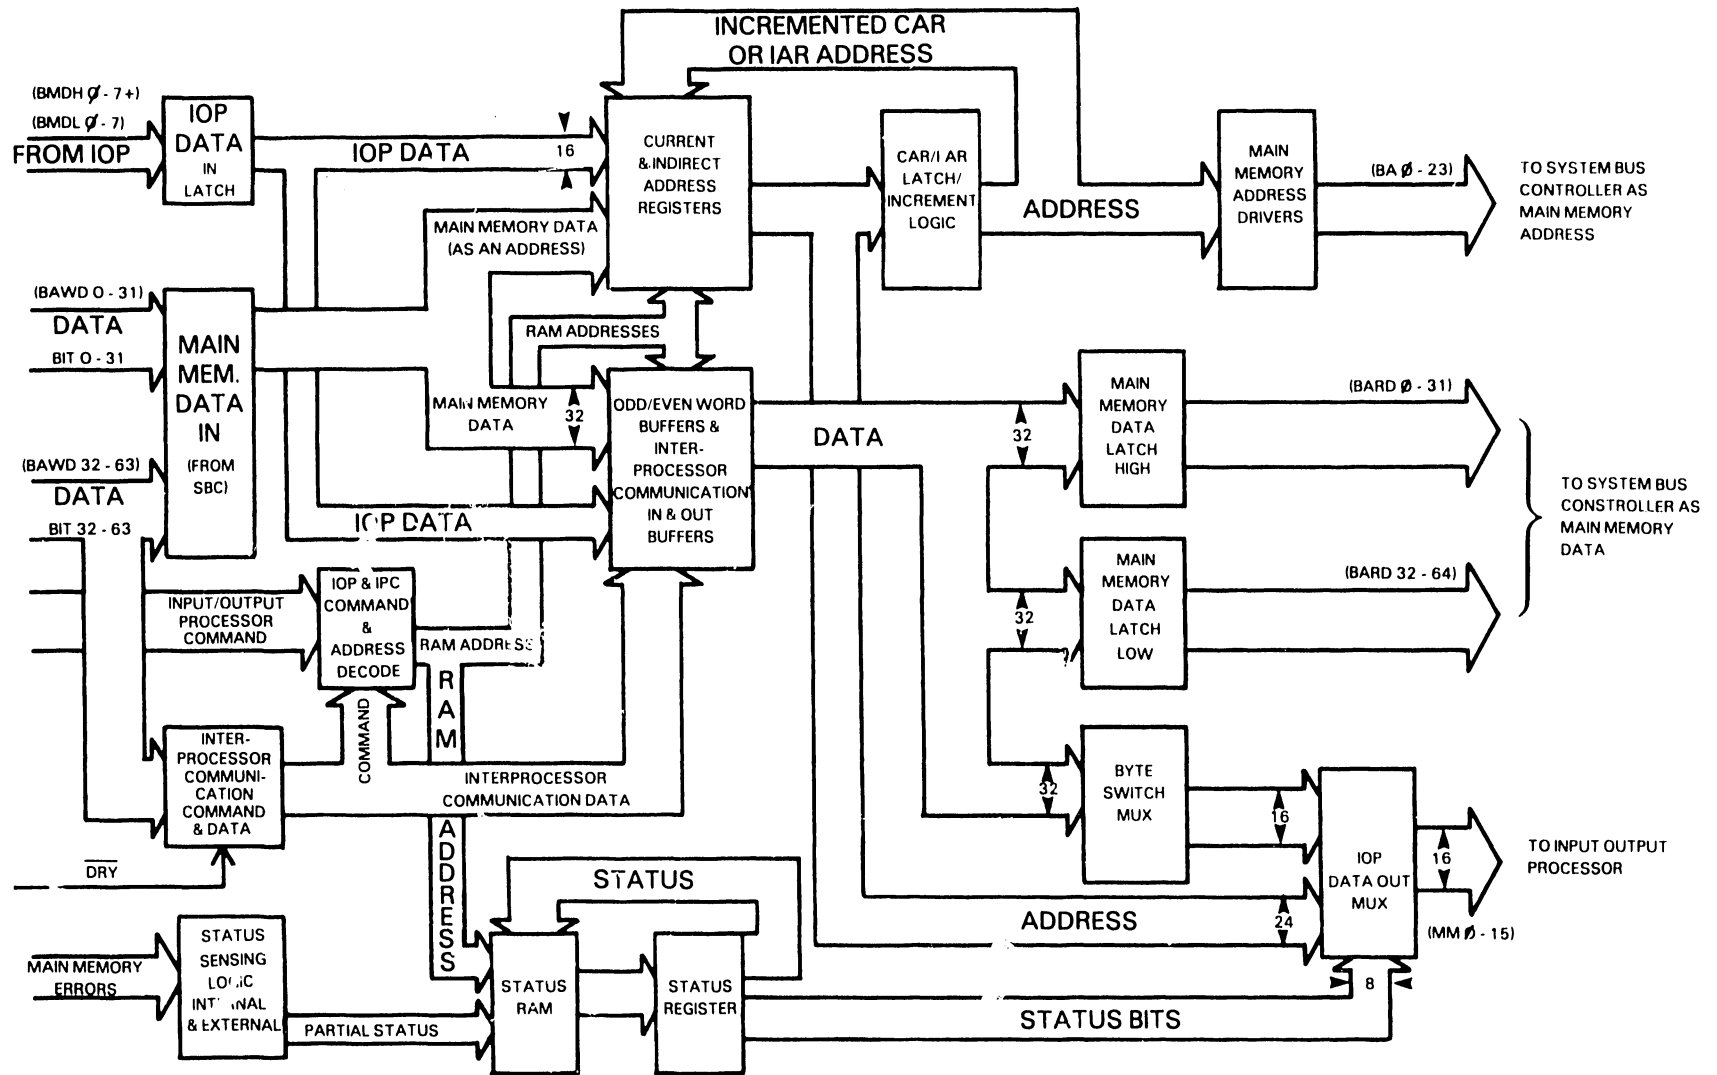 INCREMENTED CAR
OR IAR ADDRESS
(BMDH Ø - 7+)
(BMDL Ø - 7)
FROM IOP
IOP
DATA
IN
LATCH
IOP DATA
16
CURRENT
& INDIRECT
ADDRESS
REGISTERS
CAR/IAR
LATCH/
INCREMENT
LOGIC
ADDRESS
MAIN
MEMORY
ADDRESS
DRIVERS
(BA Ø - 23)
TO SYSTEM BUS
CONTROLLER AS
MAIN MEMORY
ADDRESS
MAIN MEMORY DATA
(AS AN ADDRESS)
(BAWD 0 - 31)
DATA
BIT 0 - 31
(BAWD 32 - 63)
DATA
BIT 32 - 63
MAIN
MEM.
DATA
IN
(FROM
SBC)
RAM ADDRESSES
MAIN MEMORY
DATA
32
IOP DATA
ODD/EVEN WORD
BUFFERS &
INTER-
PROCESSOR
COMMUNICATION
IN & OUT
BUFFERS
DATA
32
MAIN
MEMORY
DATA
LATCH
HIGH
(BARD Ø - 31)
32
MAIN
MEMORY
DATA
LATCH
LOW
(BARD 32 - 64)
TO SYSTEM BUS
CONSTROLLER AS
MAIN MEMORY
DATA
INPUT/OUTPUT
PROCESSOR
COMMAND
IOP & IPC
COMMAND
&
ADDRESS
DECODE
RAM ADDRESS
RAM
ADDRESS
COMMAND
INTER-
PROCESSOR
COMMUNI-
CATION
COMMAND
& DATA
INTERPROCESSOR
COMMUNICATION DATA
DRY
32
BYTE
SWITCH
MUX
16
IOP
DATA OUT
MUX
16
TO INPUT OUTPUT
PROCESSOR
(MM Ø - 15)
ADDRESS
24
8
STATUS
MAIN MEMORY
ERRORS
STATUS
SENSING
LOGIC
& EXTERNAL
PARTIAL STATUS
STATUS
RAM
STATUS
REGISTER
STATUS BITS